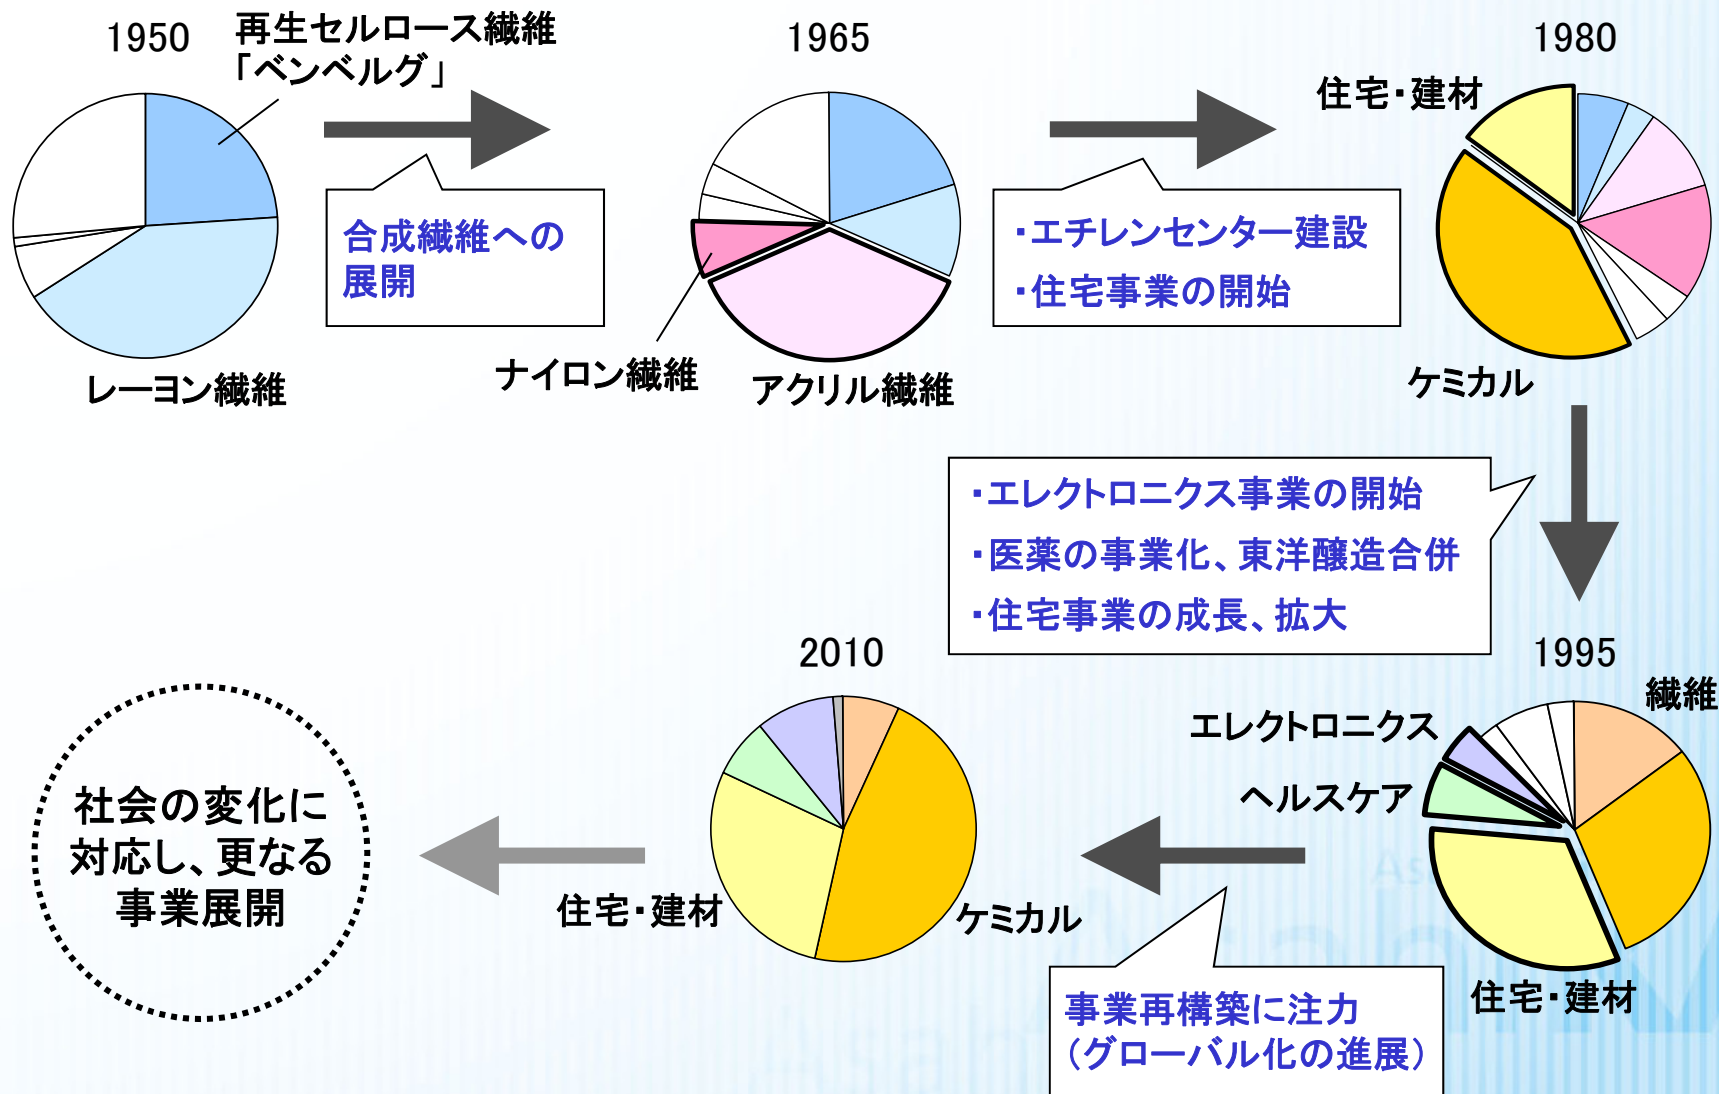 1950
再生セルロース繊維
「ベンベルグ」
レーヨン繊維
合成繊維への
展開
1965
ナイロン繊維
アクリル繊維
・エチレンセンター建設
・住宅事業の開始
1980
住宅・建材
ケミカル
・エレクトロニクス事業の開始
・医薬の事業化、東洋醸造合併
・住宅事業の成長、拡大
1995
繊維
エレクトロニクス
ヘルスケア
住宅・建材
事業再構築に注力
（グローバル化の進展）
2010
住宅・建材
ケミカル
社会の変化に
対応し、更なる
事業展開